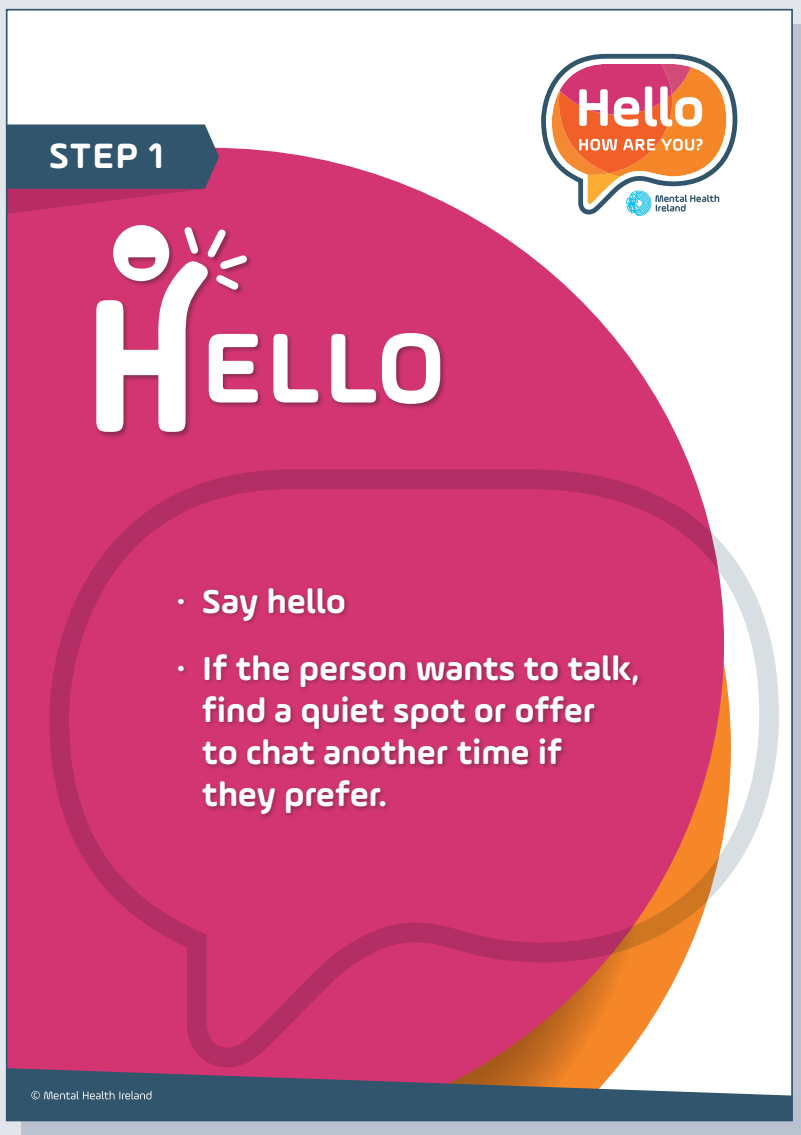 Hello
HOW ARE YOU?
Mental Health
Ireland
STEP 1
HELLO
· Say hello
· If the person wants to talk,
find a quiet spot or offer
to chat another time if
they prefer.
© Mental Health Ireland